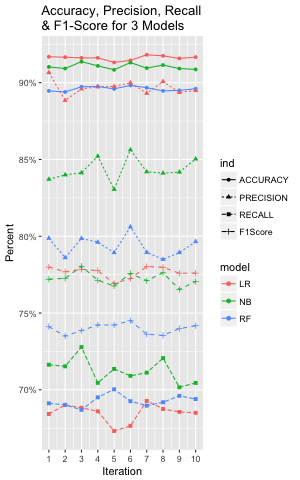 Accuracy, Precision, Recall
& F1-Score for 3 Models
90%
80%
75%
70%
Percent
1 2 3 4 5 6 7 8 9 10
Iteration
ind
ACCURACY
PRECISION
RECALL
F1Score
model
LR
NB
RF